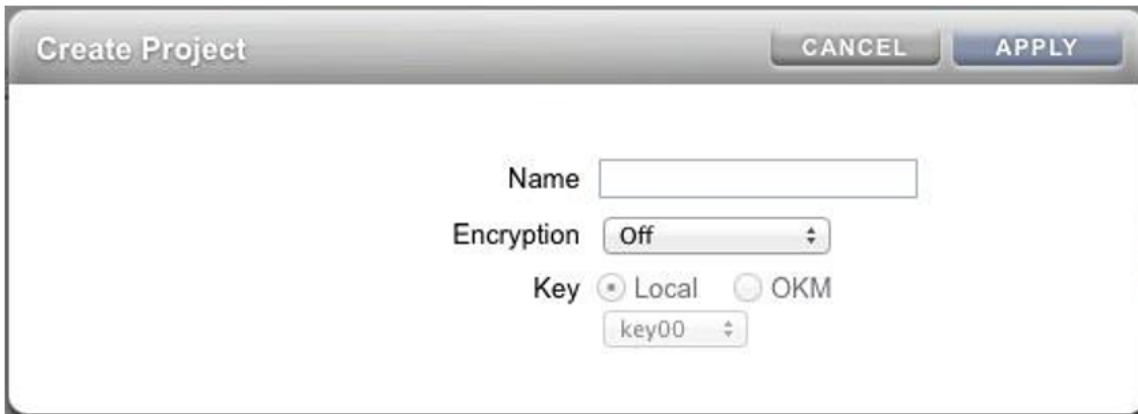 Create Project
CANCEL APPLY
Name
Encryption Off
Key Local OKM
key00